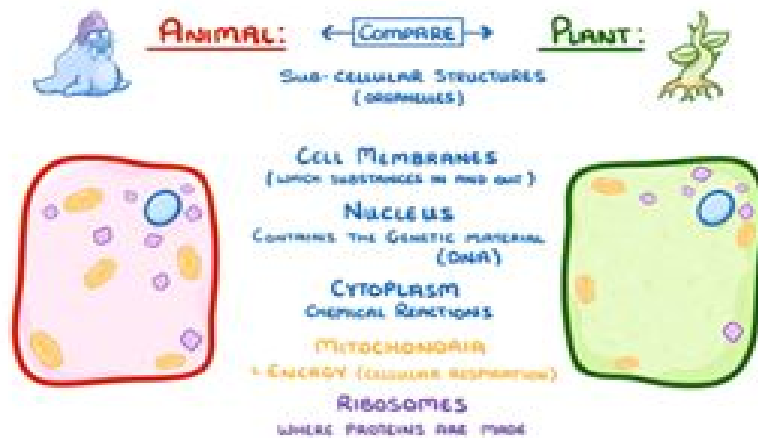 ANIMAL:
COMPARE
PLANT:
SUB-CELLULAR STRUCTURES
(ORGANELLES)
CELL MEMBRANES
(WHICH SUBSTANCES IN AND OUT)
NUCLEUS
CONTAINS THE GENETIC MATERIAL
(DNA)
CYTOPLASM
CHEMICAL REACTIONS
MITOCHONDRIA
ENERGY (CELLULAR RESPIRATION)
RIBOSOMES
WHERE PROTEINS ARE MADE